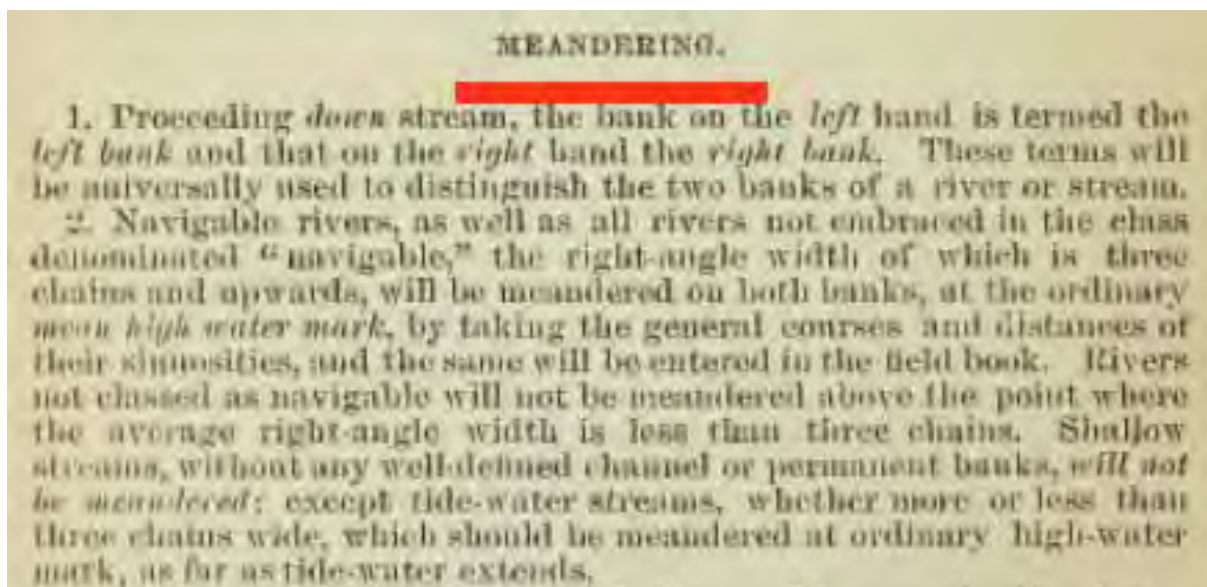 MEANDERING.
1. Proceeding down stream, the bank on the left hand is termed the
left bank and that on the right hand the right bank. These terms will
be universally used to distinguish the two banks of a river or stream.
2. Navigable rivers, as well as all rivers not embraced in the class
denominated "navigable," the right-angle width of which is three
chains and upwards, will be meandered on both banks, at the ordinary
mean high water mark, by taking the general courses and distances of
their sinuosities, and the same will be entered in the field book. Rivers
not classed as navigable will not be meandered above the point where
the average right-angle width is less than three chains. Shallow
streams, without any well-defined channel or permanent banks, will not
be meandered; except tide-water streams, whether more or less than
three chains wide, which should be meandered at ordinary high-water
mark, as far as tide-water extends.